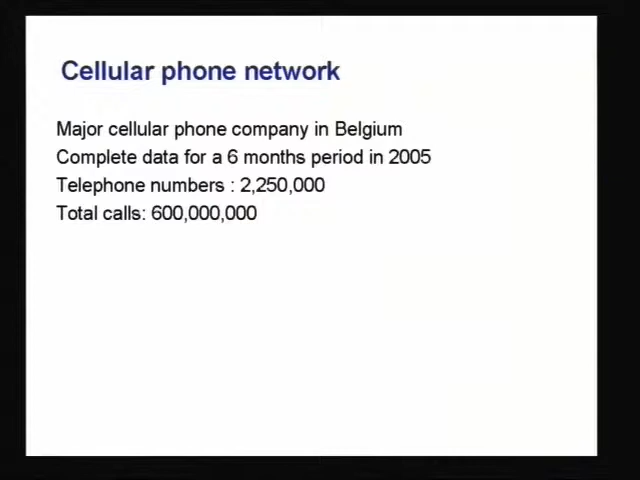 Cellular phone network
Major cellular phone company in Belgium
Complete data for a 6 months period in 2005
Telephone numbers : 2,250,000
Total calls: 600,000,000